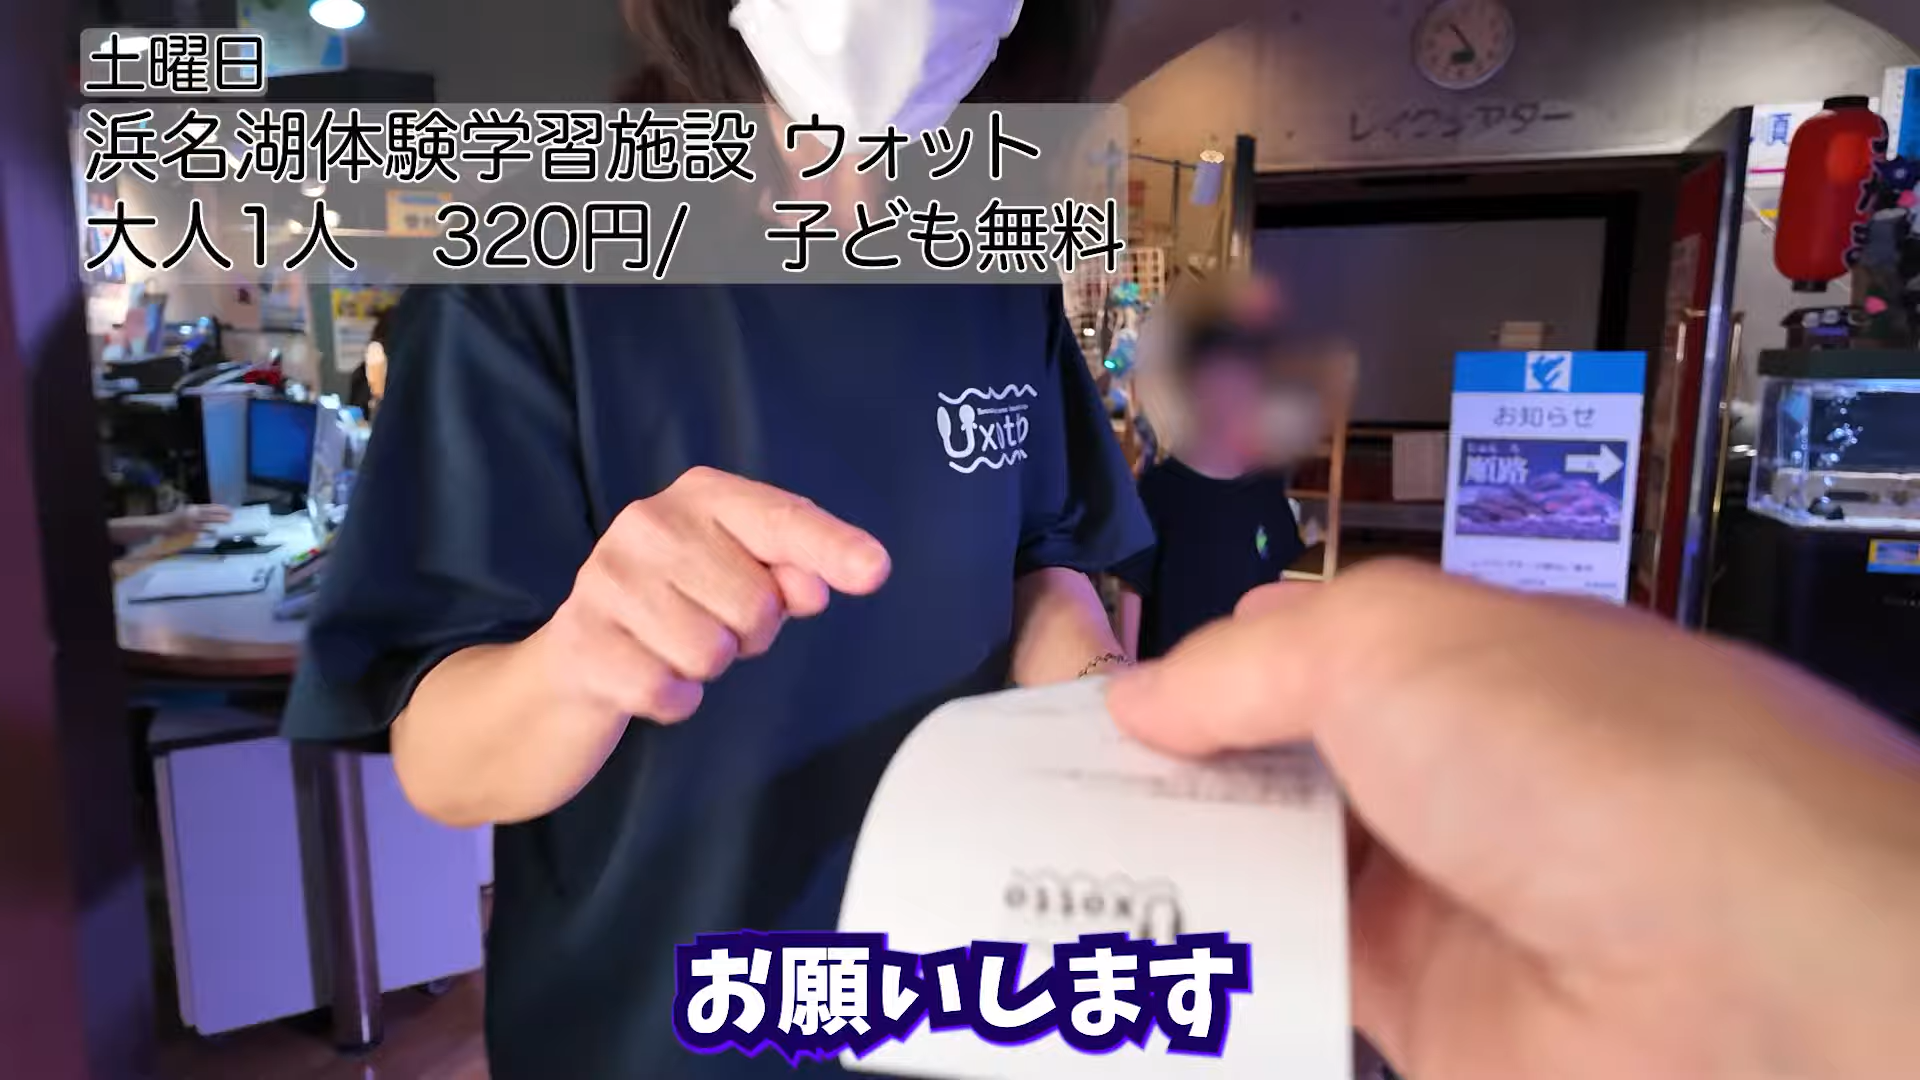 土曜日
浜名湖体験学習施設 ウォット
大人1人 320円/ 子ども無料
レイクシアター
お知らせ
順路
お願いします